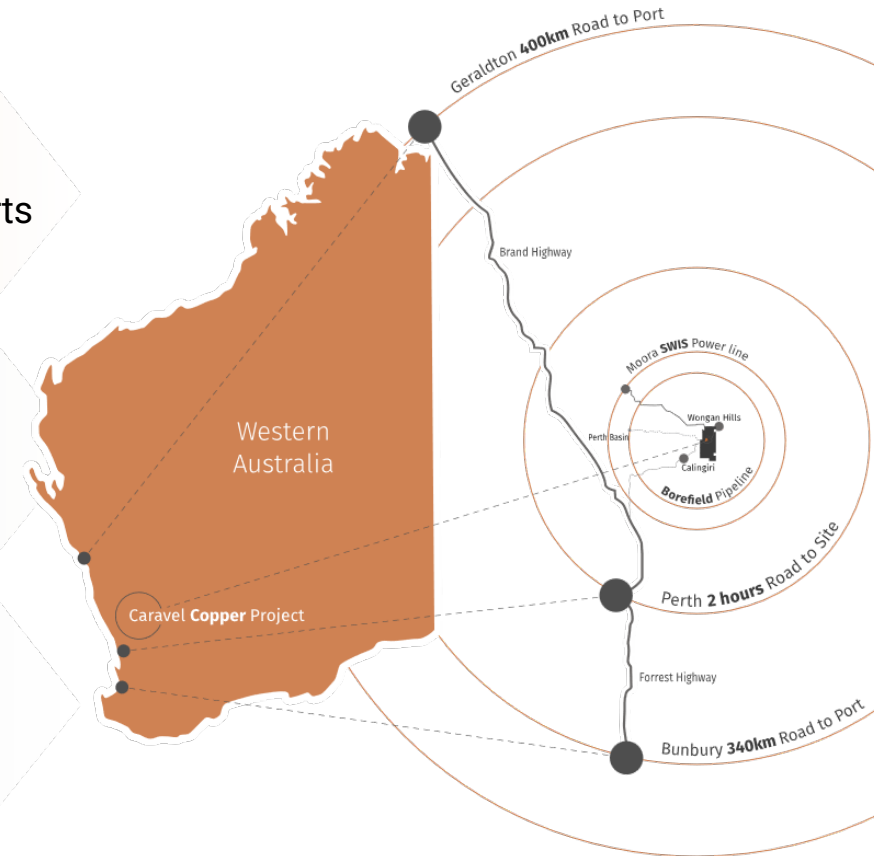 Geraldton 400km Road to Port
rts
Brand Highway
Moora SWIS Power line
Wongan Hills
Perth Basin
Western
Australia
Calingiri
Borefield Pipeline
Perth 2 hours Road to Site
Caravel Copper Project
Forrest Highway
Bunbury 340km Road to Port